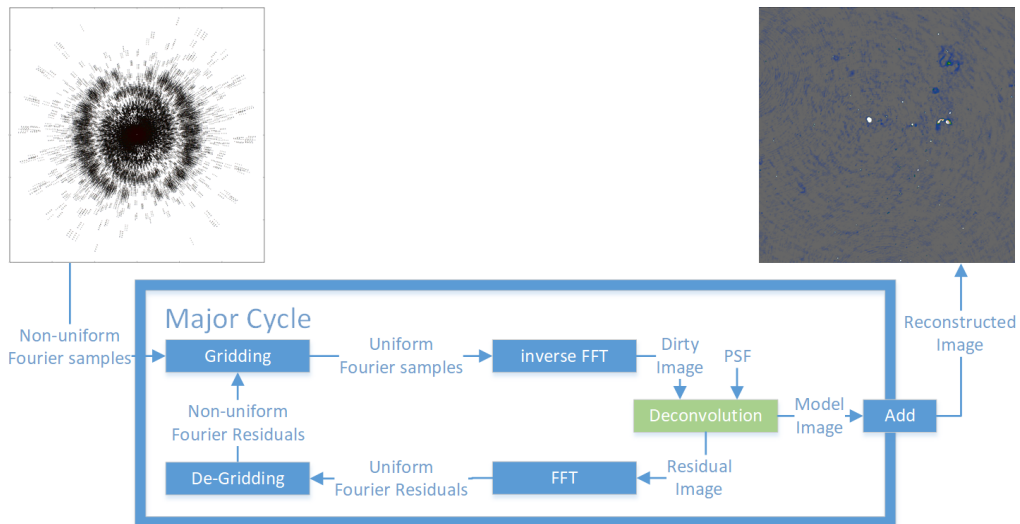 Major Cycle
Non-uniform
Fourier samples
Gridding
Uniform
Fourier samples
inverse FFT
Dirty
Image
PSF
Deconvolution
Model
Image
Add
Reconstructed
Image
Residual
Image
FFT
Uniform
Fourier Residuals
De-Gridding
Non-uniform
Fourier Residuals